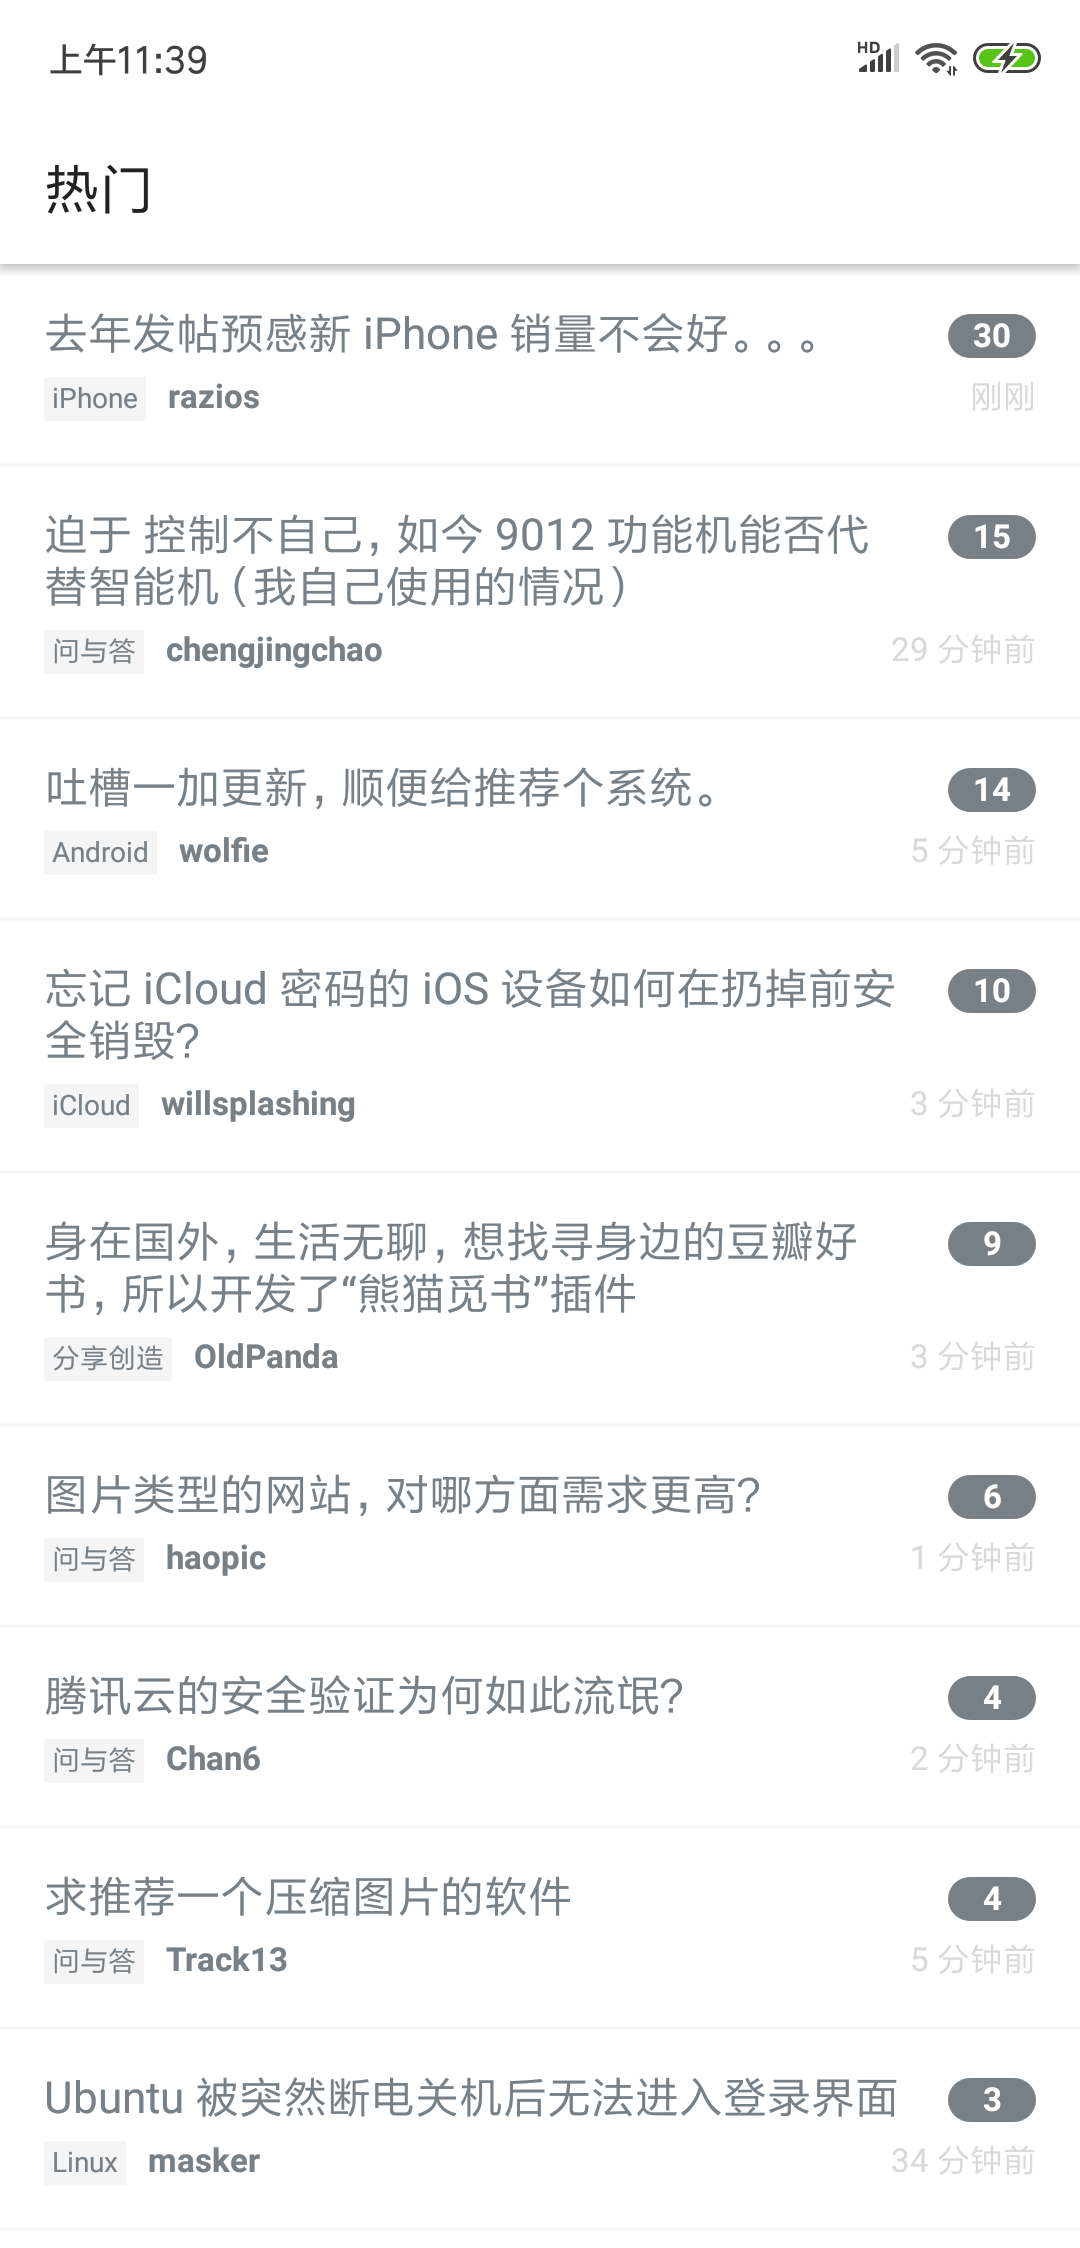 上午11:39
HD
热门
去年发帖预感新 iPhone 销量不会好。。。
30
iPhone razios
刚刚
迫于 控制不自己，如今 9012 功能机能否代
替智能机（我自己使用的情况）
15
问与答 chengjingchao
29 分钟前
吐槽一加更新，顺便给推荐个系统。
14
Android wolfie
5 分钟前
忘记 iCloud 密码的 iOS 设备如何在扔掉前安
全销毁？
10
iCloud willsplashing
3 分钟前
身在国外，生活无聊，想找寻身边的豆瓣好
书，所以开发了“熊猫觅书”插件
9
分享创造 OldPanda
3 分钟前
图片类型的网站，对哪方面需求更高？
6
问与答 haopic
1 分钟前
腾讯云的安全验证为何如此流氓？
4
问与答 Chan6
2 分钟前
求推荐一个压缩图片的软件
4
问与答 Track13
5 分钟前
Ubuntu 被突然断电关机后无法进入登录界面
3
Linux masker
34 分钟前